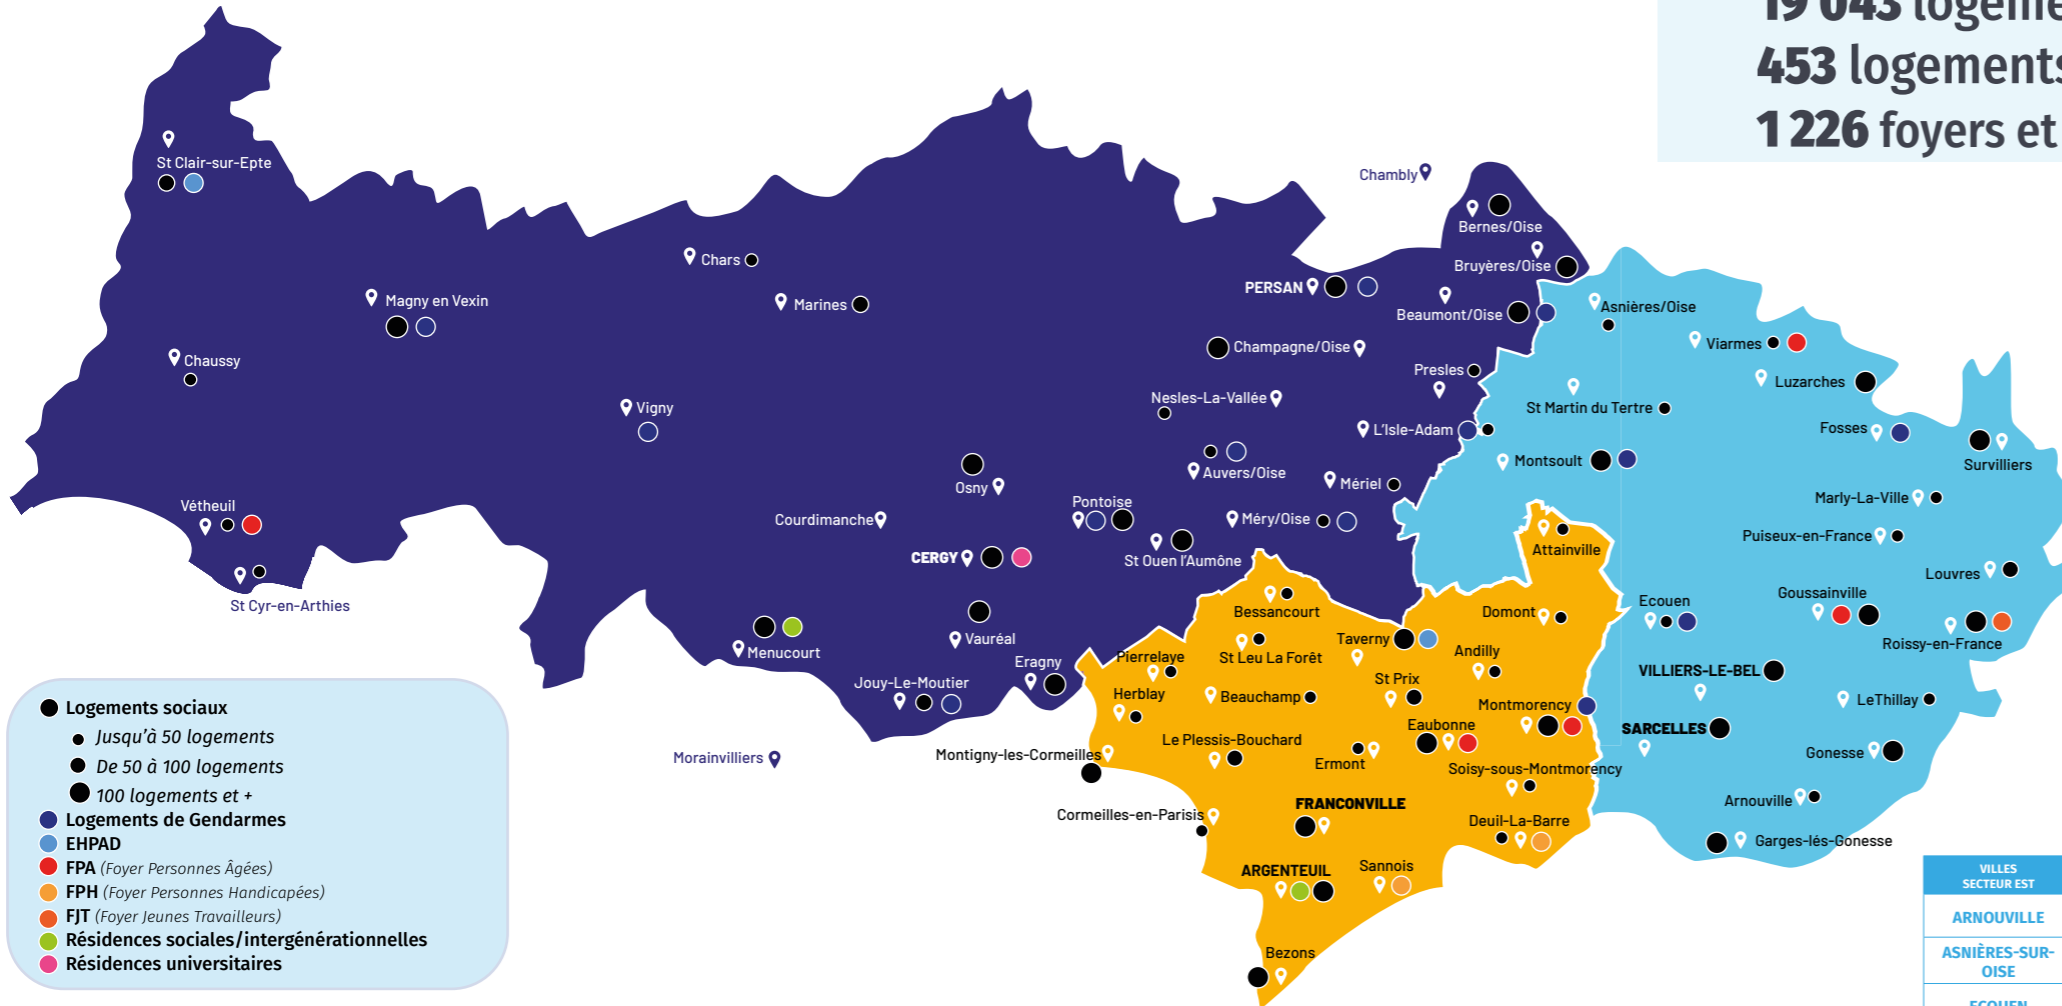 19 043 logeme
453 logements
1 226 foyers et
Chambly
St Clair-sur-Epte
Bernes/Oise
Chars
Bruyères/Oise
PERSAN
Magny en Vexin
Marines
Beaumont/Oise
Asnières/Oise
Champagne/Oise
Viarmes
Chaussy
Presles
Luzarches
Nesles-La-Vallée
Vigny
St Martin du Tertre
L'Isle-Adam
Fosses
Auvers/Oise
Montsoult
Survilliers
Osny
Mériel
Marly-La-Ville
Vétheuil
Pontoise
Courdimanche
Méry/Oise
Puiseux-en-France
Attainville
CERGY
St Ouen l'Aumône
Louvres
St Cyr-en-Arthies
Bessancourt
Domont
Ecouen
Goussainville
Vauréal
Taverny
Roissy-en-France
Menucourt
Pierrelaye
St Leu La Forêt
Andilly
Eragny
VILLIERS-LE-BEL
Jouy-Le-Moutier
Herblay
Beauchamp
St Prix
Montmorency
LeThillay
Eaubonne
SARCELLES
Morainvilliers
Montigny-les-Cormeilles
Le Plessis-Bouchard
Ermont
Soisy-sous-Montmorency
Gonesse
FRANCONVILLE
Arnouville
Cormeilles-en-Parisis
Deuil-La-Barre
Garges-lés-Gonesse
ARGENTEUIL
Sannois
Bezons
Logements sociaux
Jusqu'à 50 logements
De 50 à 100 logements
100 logements et +
Logements de Gendarmes
EHPAD
FPA (Foyer Personnes Âgées)
FPH (Foyer Personnes Handicapées)
FJT (Foyer Jeunes Travailleurs)
Résidences sociales/intergénérationnelles
Résidences universitaires
VILLES
SECTEUR EST
ARNOUVILLE
ASNIÈRES-SUR-
OISE
ECOUEN